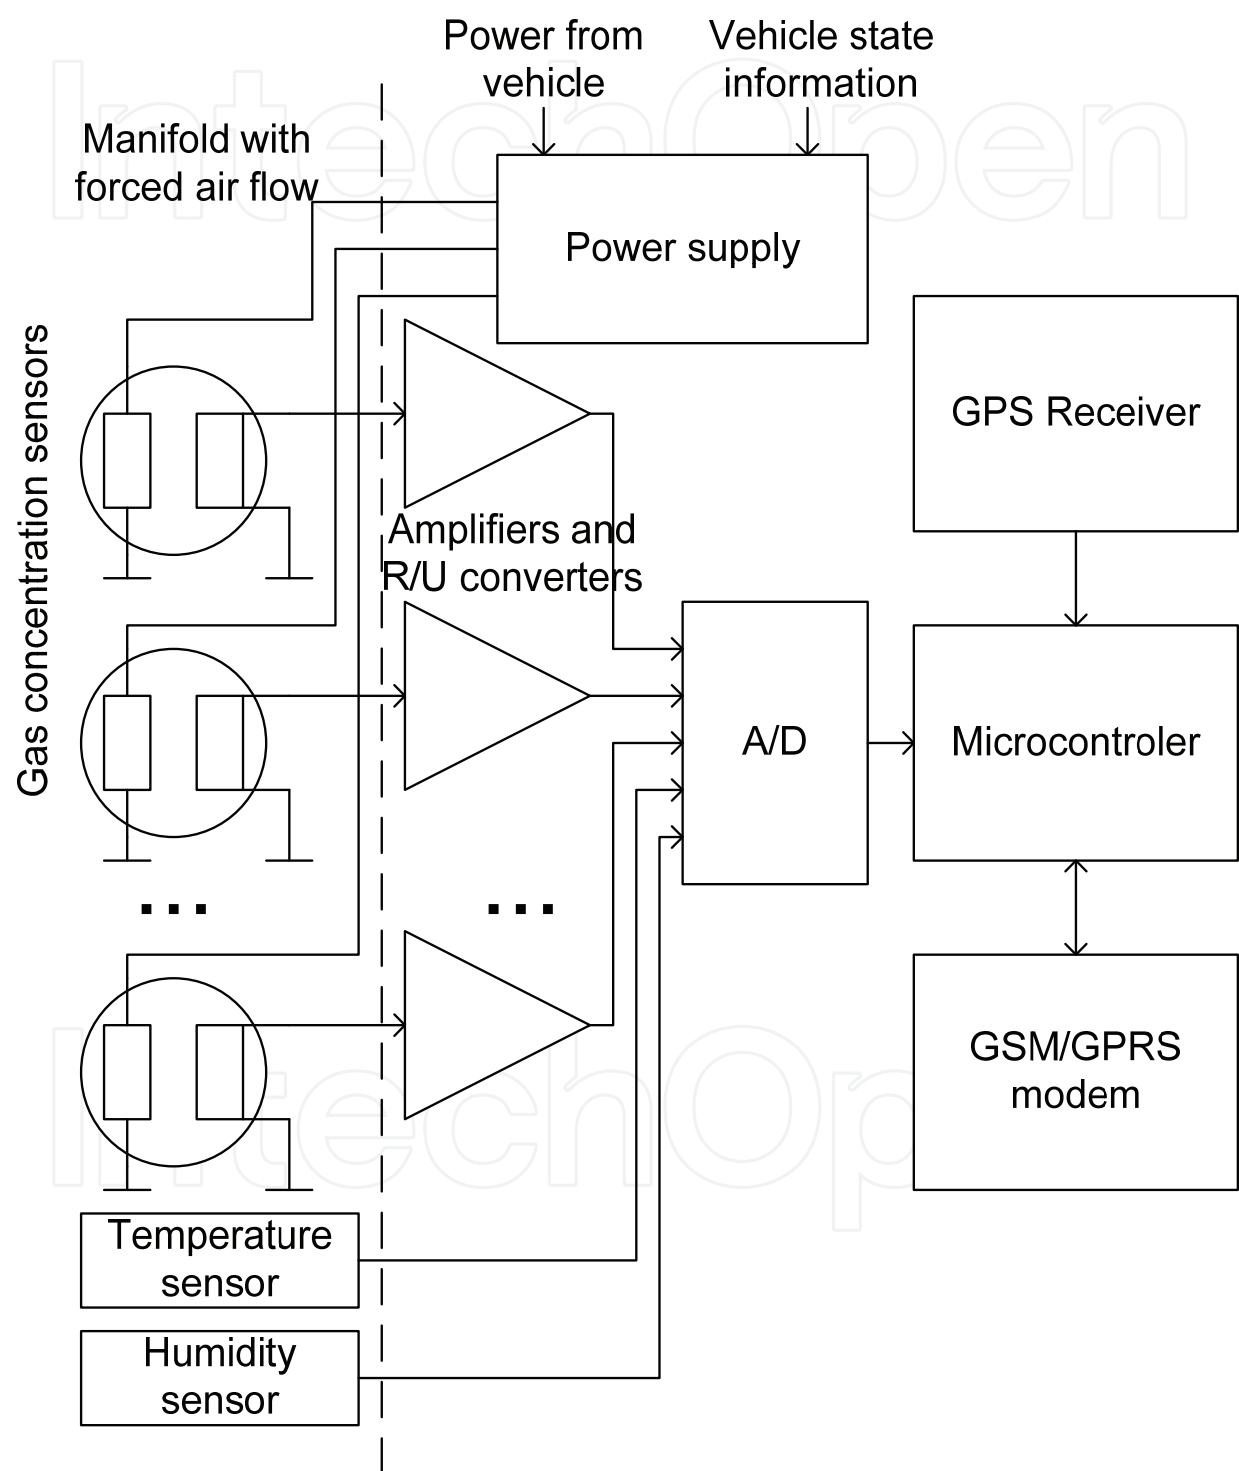 Power from
vehicle
Vehicle state
information
Manifold with
forced air flow
Power supply
Gas concentration sensors
GPS Receiver
Amplifiers and
R/U converters
A/D
Microcontroler
...
...
GSM/GPRS
modem
Temperature
sensor
Humidity
sensor
IntechOpen
IntechOpen